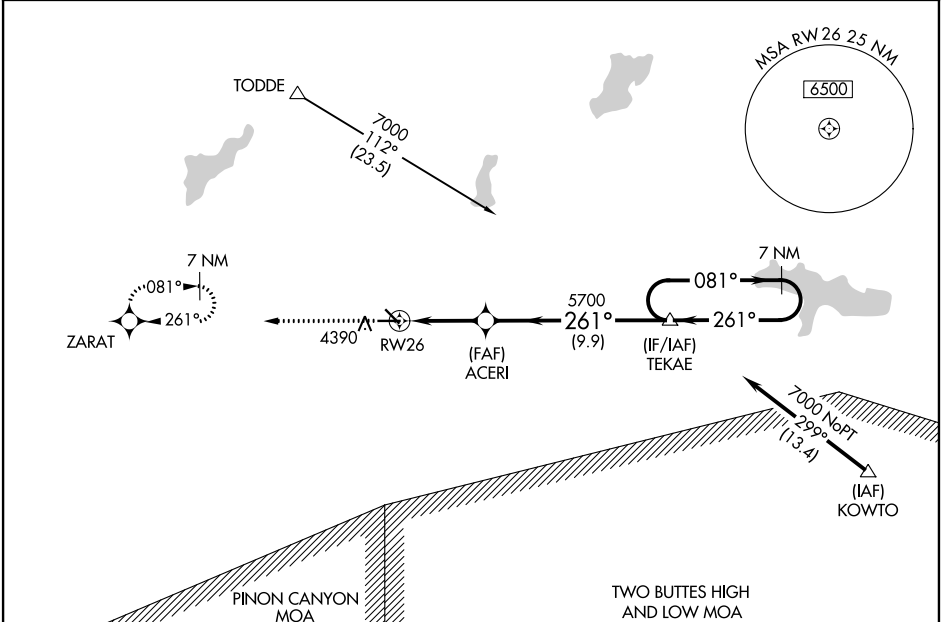 MSA RW26 25 NM
6500
TODDE
7000
112°
(23.5)
7 NM
081°
261°
ZARAT
4390
RW26
(FAF)
ACERI
5700
261°
(9.9)
7 NM
081°
261°
(IF/IAF)
TEKAE
7000 NoPT
299°
(13.4)
(IAF)
KOWTO
PINON CANYON
MOA
TWO BUTTES HIGH
AND LOW MOA